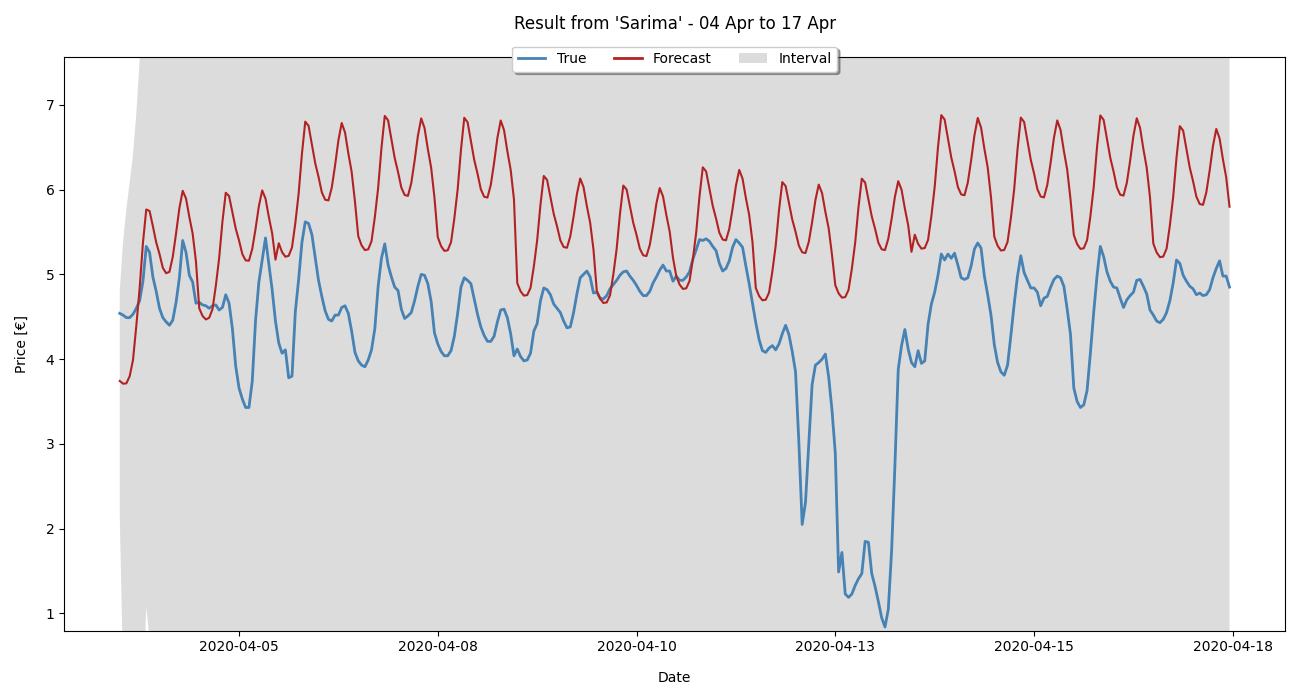 Result from 'Sarima' - 04 Apr to 17 Apr
True Forecast Interval
7
6
5
4
3
2
1
Price [€]
2020-04-05 2020-04-08 2020-04-10 2020-04-13 2020-04-15 2020-04-18
Date